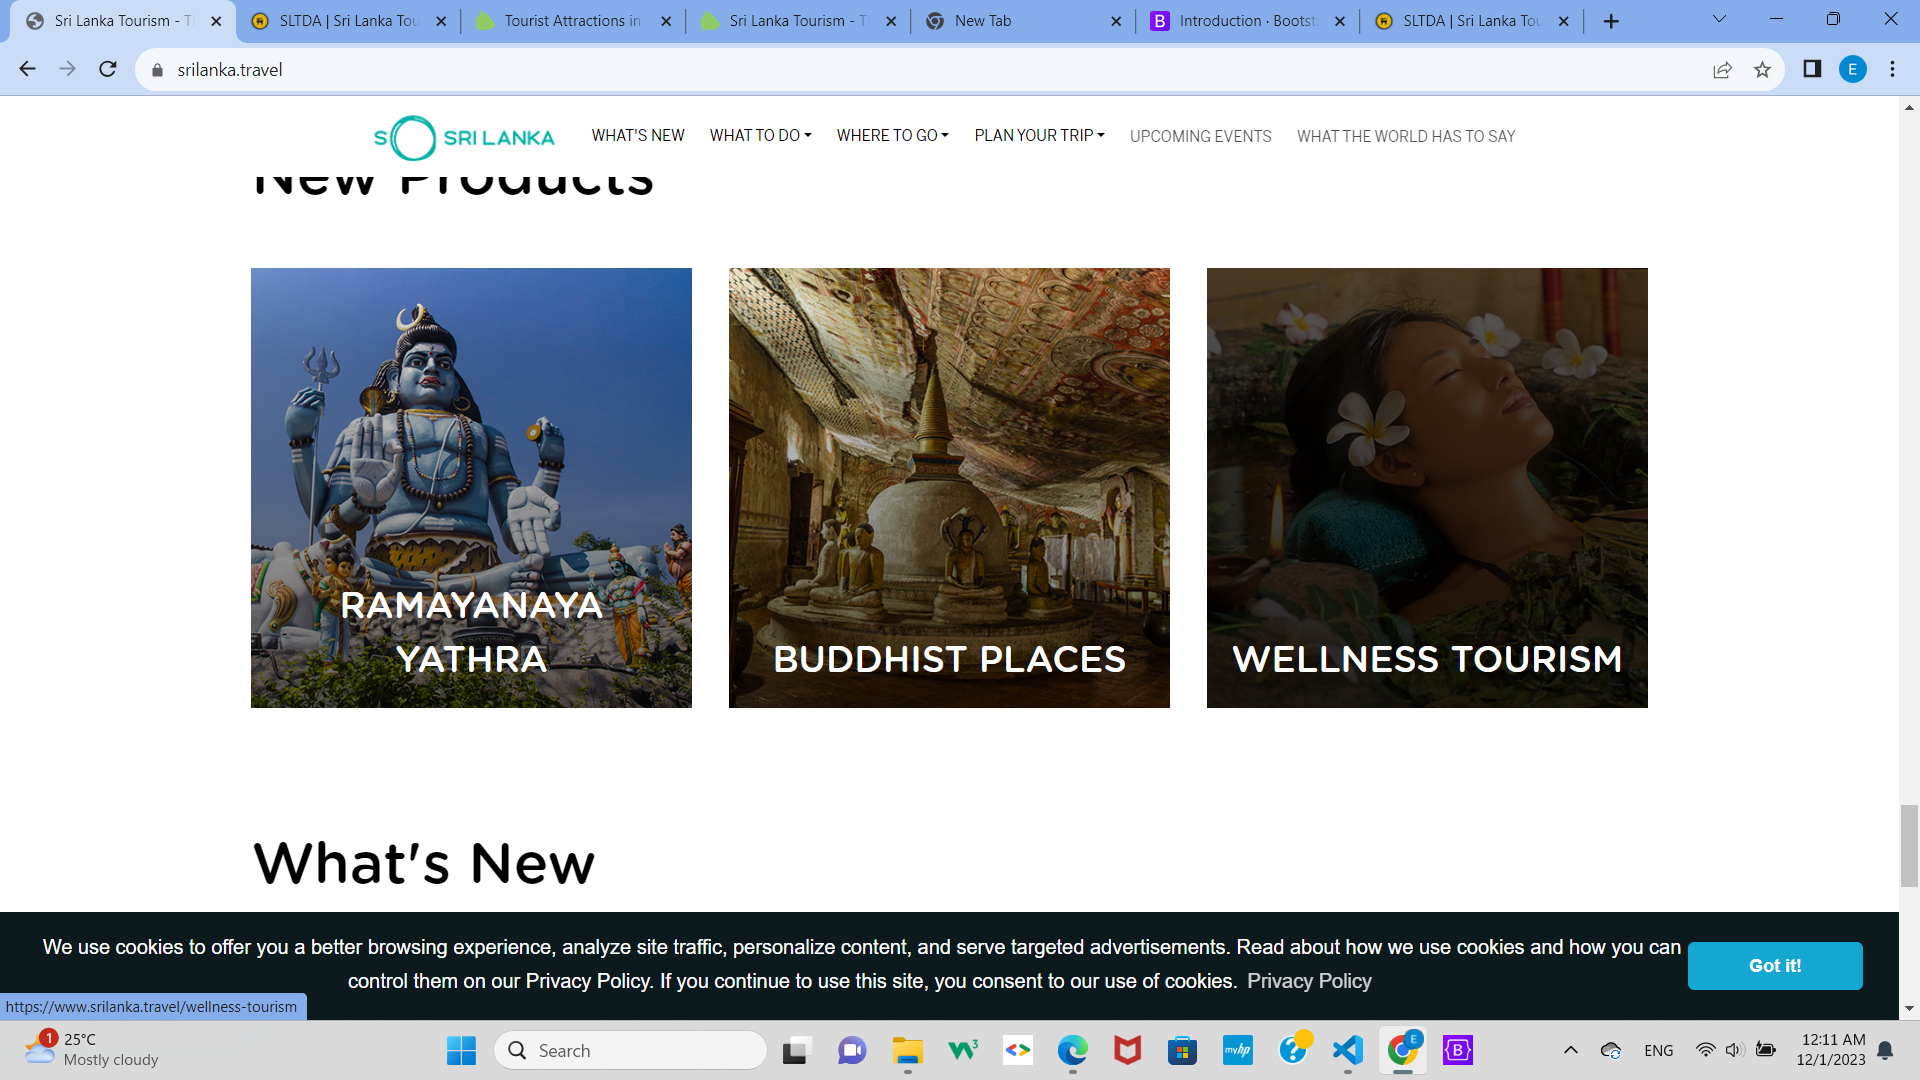 Sri Lanka Tourism - T
SLTDA | Sri Lanka Tou
Tourist Attractions in
Sri Lanka Tourism - T
New Tab
B
Introduction · Bootst
SLTDA | Sri Lanka Tou
srilanka.travel
E
SO SRI LANKA
WHAT'S NEW
WHAT TO DO
WHERE TO GO
PLAN YOUR TRIP
UPCOMING EVENTS
WHAT THE WORLD HAS TO SAY
New Products
RAMAYANAYA
YATHRA
BUDDHIST PLACES
WELLNESS TOURISM
What's New
We use cookies to offer you a better browsing experience, analyze site traffic, personalize content, and serve targeted advertisements. Read about how we use cookies and how you can
control them on our Privacy Policy. If you continue to use this site, you consent to our use of cookies. Privacy Policy
Got it!
https://www.srilanka.travel/wellness-tourism
1
25°C
Mostly cloudy
Search
W3
myhp
?
E
B
ENG
12:11 AM
12/1/2023